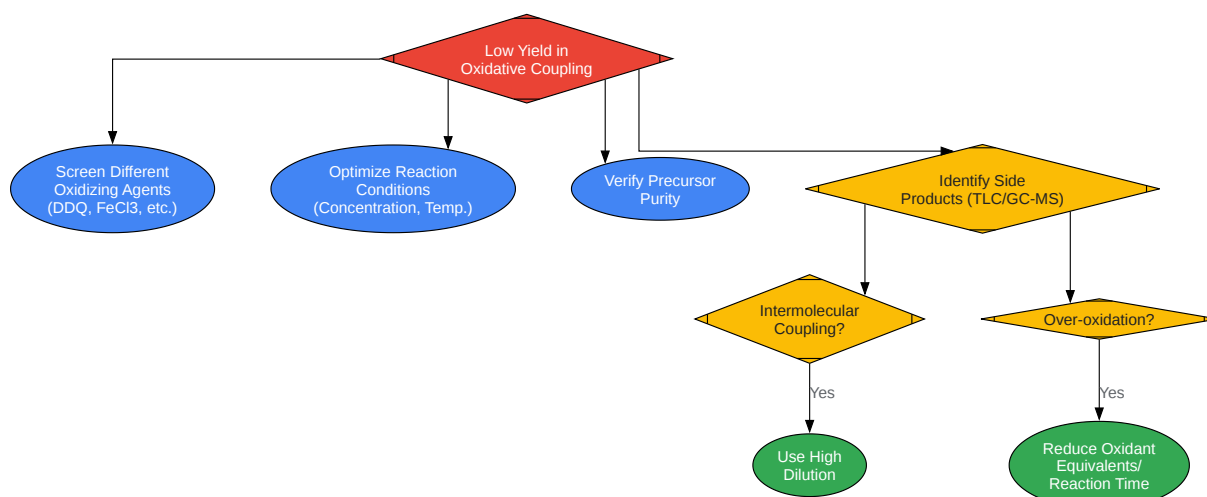 Low Yield in
Oxidative Coupling
Screen Different
Oxidizing Agents
(DDQ, FeCl3, etc.)
Optimize Reaction
Conditions
(Concentration, Temp.)
Verify Precursor
Purity
Identify Side
Products (TLC/GC-MS)
Intermolecular
Coupling?
Over-oxidation?
Yes
Yes
Use High
Dilution
Reduce Oxidant
Equivalents/
Reaction Time